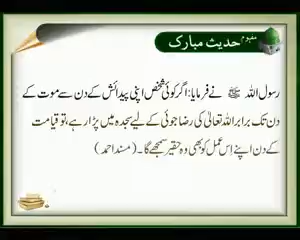 مفہوم حدیث مبارک
رسول اللہ ﷺ نے فرمایا: اگر کوئی شخص اپنی پیدائش کے دن سے موت کے
دن تک برابر اللہ تعالیٰ کی رضا جوئی کے لیے سجدہ میں پڑا رہے، تو قیامت
کے دن اپنے اِس عمل کو بھی وہ حقیر سمجھے گا۔ (مسند احمد)